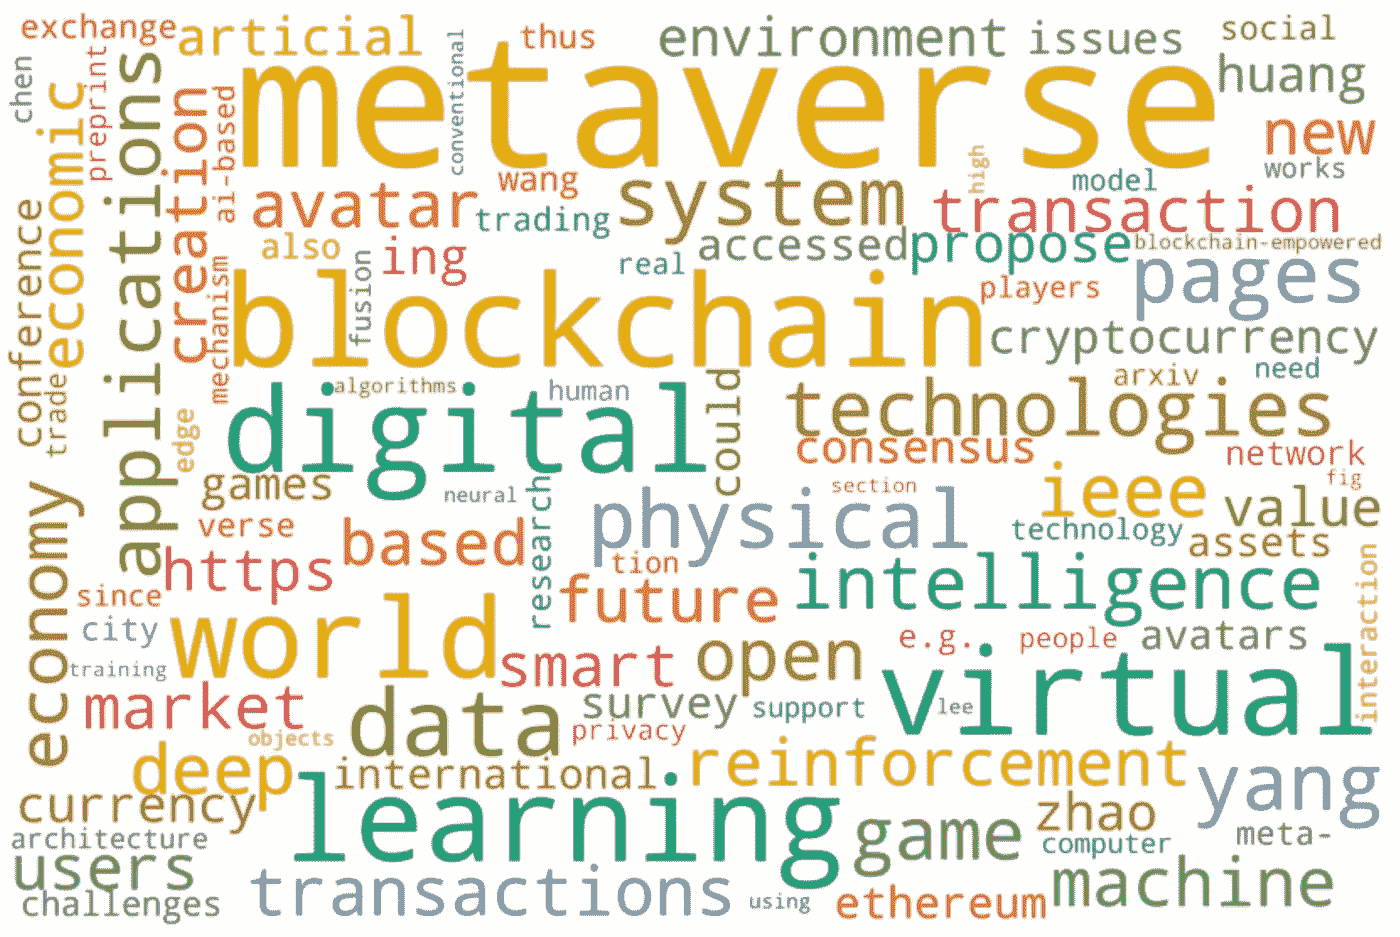 exchange
articial
thus
environment
issues
social
chen
preprint
applications
conventional
metaverse
huang
economic
creation
ai-based
new
works
wang
high
model
avatar
trading
system
transaction
conference
also
ing
fusion
real
accessed
propose
blockchain-empowered
pages
mechanism
blockchain
players
cryptocurrency
trade
edge
algorithms
human
could
arxiv
need
digital
technologies
consensus
network
games
neural
research
section
fig
economy
verse
based
physical
ieee
value
technology
assets
https
tion
since
future
intelligence
interaction
city
world
smart
open
e.g.
people
avatars
training
market
data
survey
support
lee
virtual
objects
privacy
deep
international
reinforcement
yang
currency
learning
game
zhao
meta-
architecture
computer
users
challenges
transactions
using
ethereum
machine